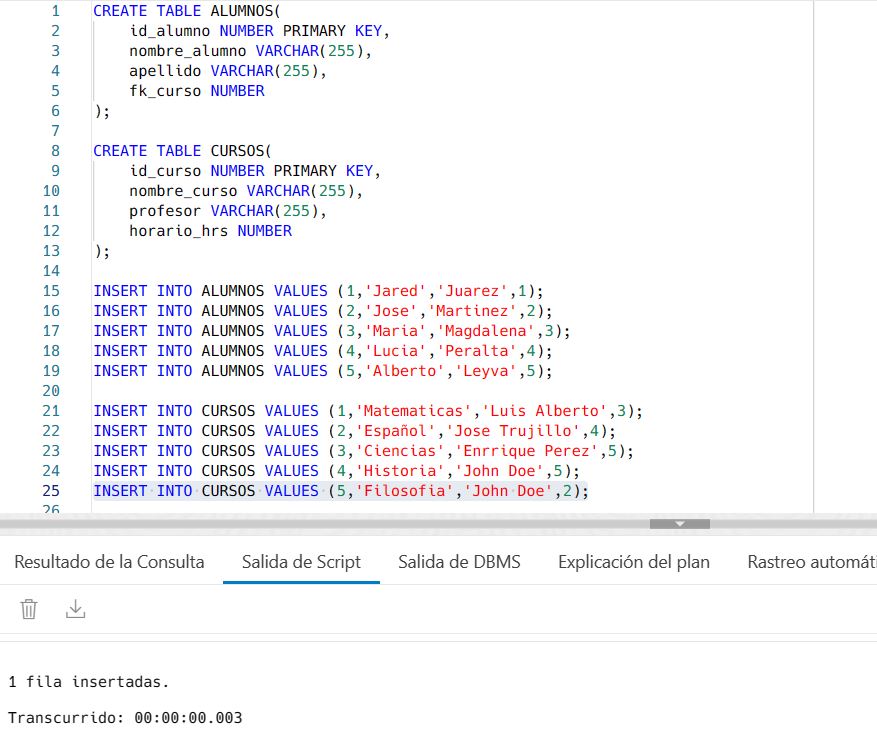 1 CREATE TABLE ALUMNOS(
2 id_alumno NUMBER PRIMARY KEY,
3 nombre_alumno VARCHAR(255),
4 apellido VARCHAR(255),
5 fk_curso NUMBER
6 );
7
8 CREATE TABLE CURSOS(
9 id_curso NUMBER PRIMARY KEY,
10 nombre_curso VARCHAR(255),
11 profesor VARCHAR(255),
12 horario_hrs NUMBER
13 );
14
15 INSERT INTO ALUMNOS VALUES (1,'Jared','Juarez',1);
16 INSERT INTO ALUMNOS VALUES (2,'Jose','Martinez',2);
17 INSERT INTO ALUMNOS VALUES (3,'Maria','Magdalena',3);
18 INSERT INTO ALUMNOS VALUES (4,'Lucia','Peralta',4);
19 INSERT INTO ALUMNOS VALUES (5,'Alberto','Leyva',5);
20
21 INSERT INTO CURSOS VALUES (1,'Matematicas','Luis Alberto',3);
22 INSERT INTO CURSOS VALUES (2,'Español','Jose Trujillo',4);
23 INSERT INTO CURSOS VALUES (3,'Ciencias','Enrrique Perez',5);
24 INSERT INTO CURSOS VALUES (4,'Historia','John Doe',5);
25 INSERT INTO CURSOS VALUES (5,'Filosofia','John Doe',2);
26
Resultado de la Consulta Salida de Script Salida de DBMS Explicación del plan Rastreo automáti
1 fila insertadas.
Transcurrido: 00:00:00.003